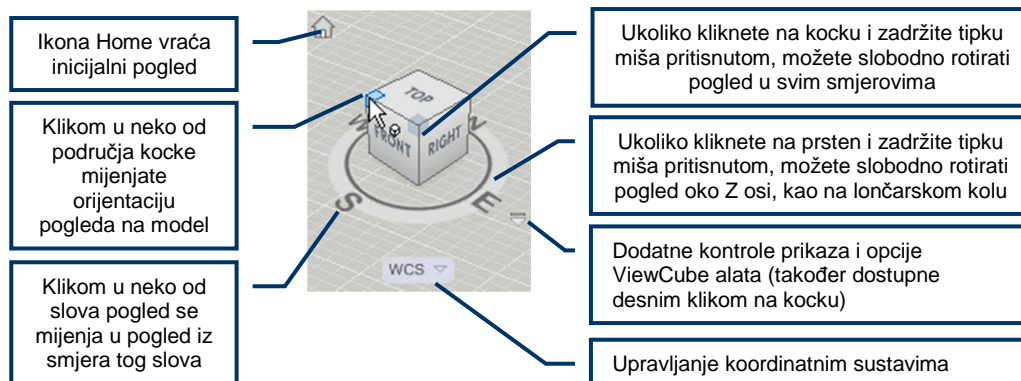 Ikona Home vraća
inicijalni pogled
Klikom u neko od
područja kocke
mijenjate
orijentaciju
pogleda na model
Klikom u neko od
slova pogled se
mijenja u pogled iz
smjera tog slova
TOP
FRONT
RIGHT
W
N
S
E
WCS
Ukoliko kliknete na kocku i zadržite tipku
miša pritisnutom, možete slobodno rotirati
pogled u svim smjerovima
Ukoliko kliknete na prsten i zadržite tipku
miša pritisnutom, možete slobodno rotirati
pogled oko Z osi, kao na lončarskom kolu
Dodatne kontrole prikaza i opcije
ViewCube alata (također dostupne
desnim klikom na kocku)
Upravljanje koordinatnim sustavima